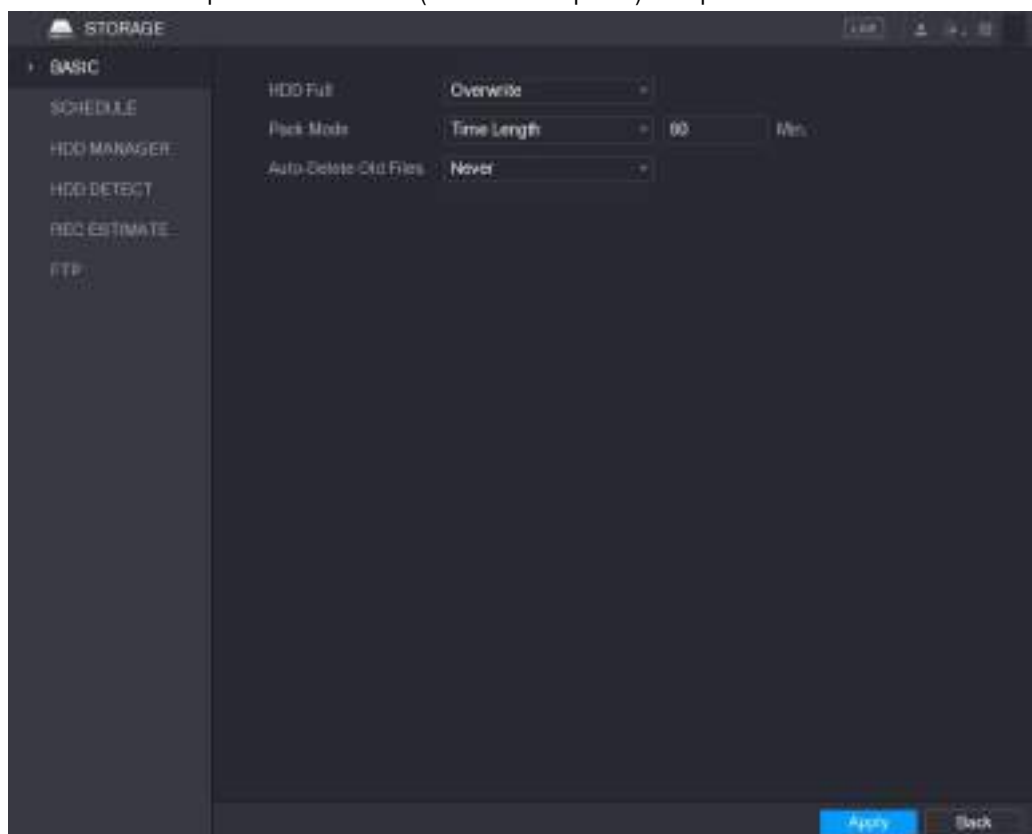 STORAGE LIVE
BASIC
HDD Full Overwrite
SCHEDULE
Pack Mode Time Length 60 Min.
HDD MANAGER
Auto-Delete Old Files Never
HDD DETECT
REC ESTIMATE
FTP
Apply Back